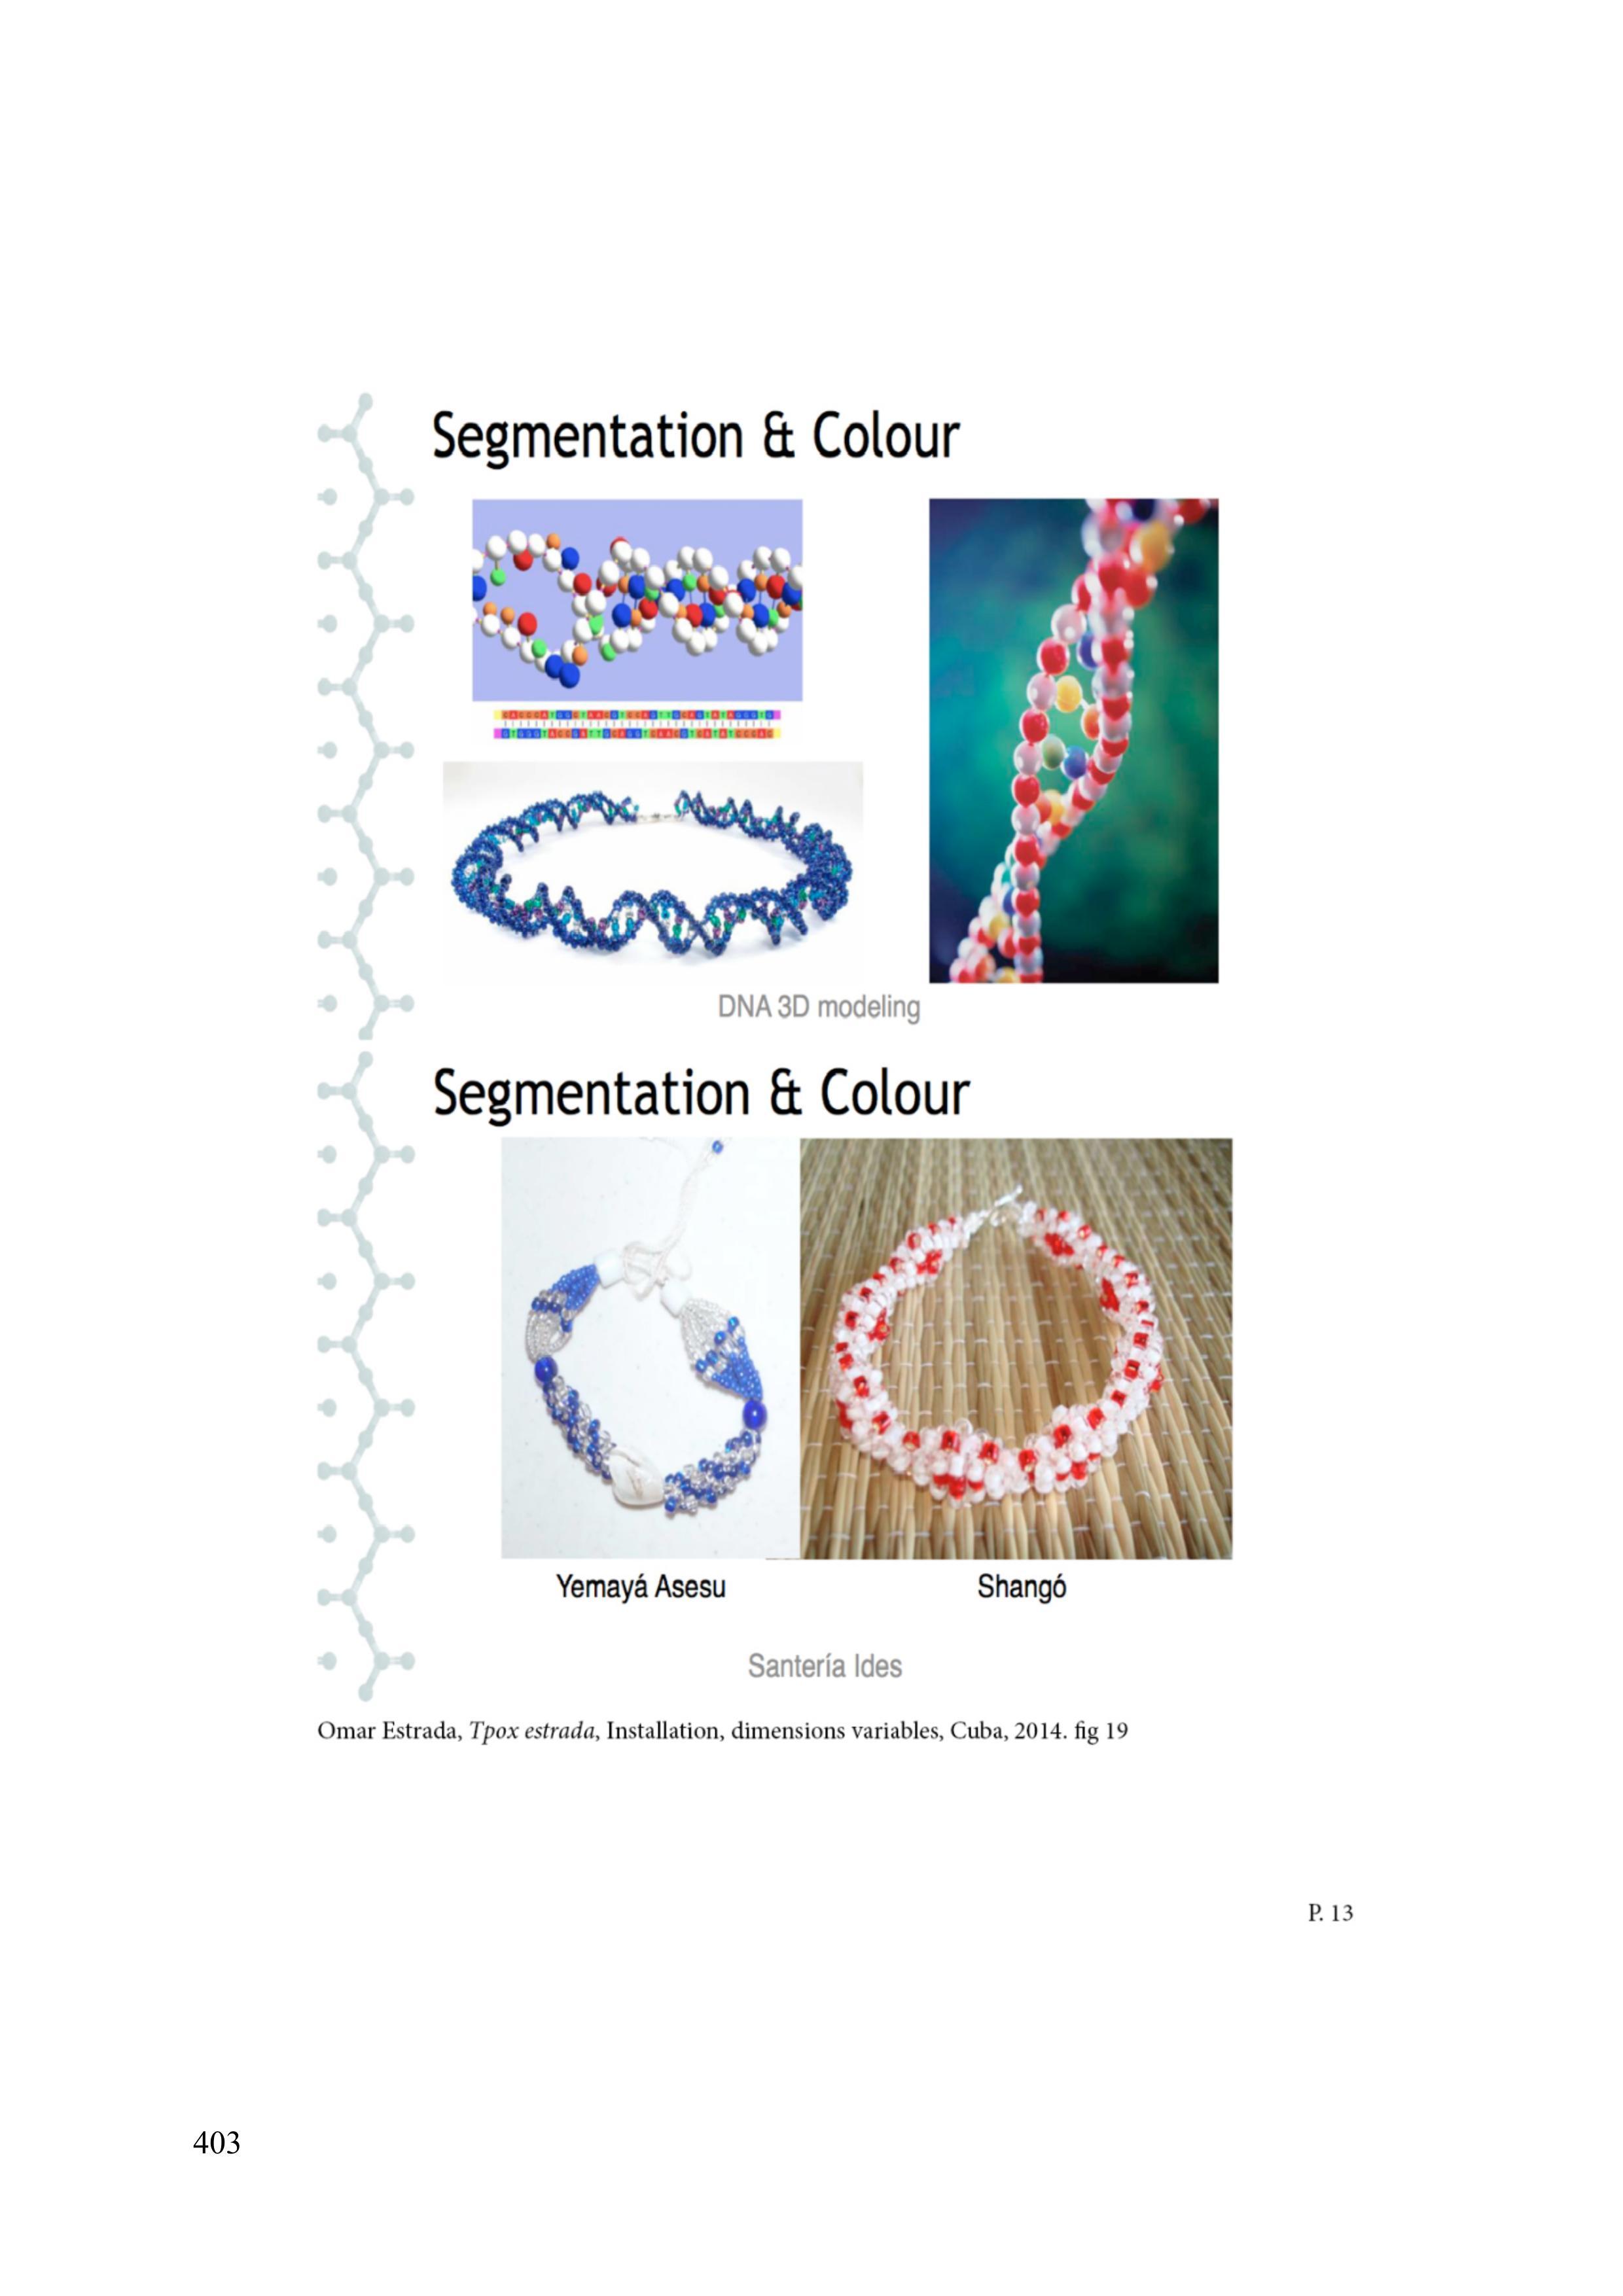 Segmentation & Colour
DNA 3D modeling
Segmentation & Colour
Yemayá Asesu
Shangó
Santería Ides
Omar Estrada, Tpox estrada, Installation, dimensions variables, Cuba, 2014. fig 19
P. 13
403